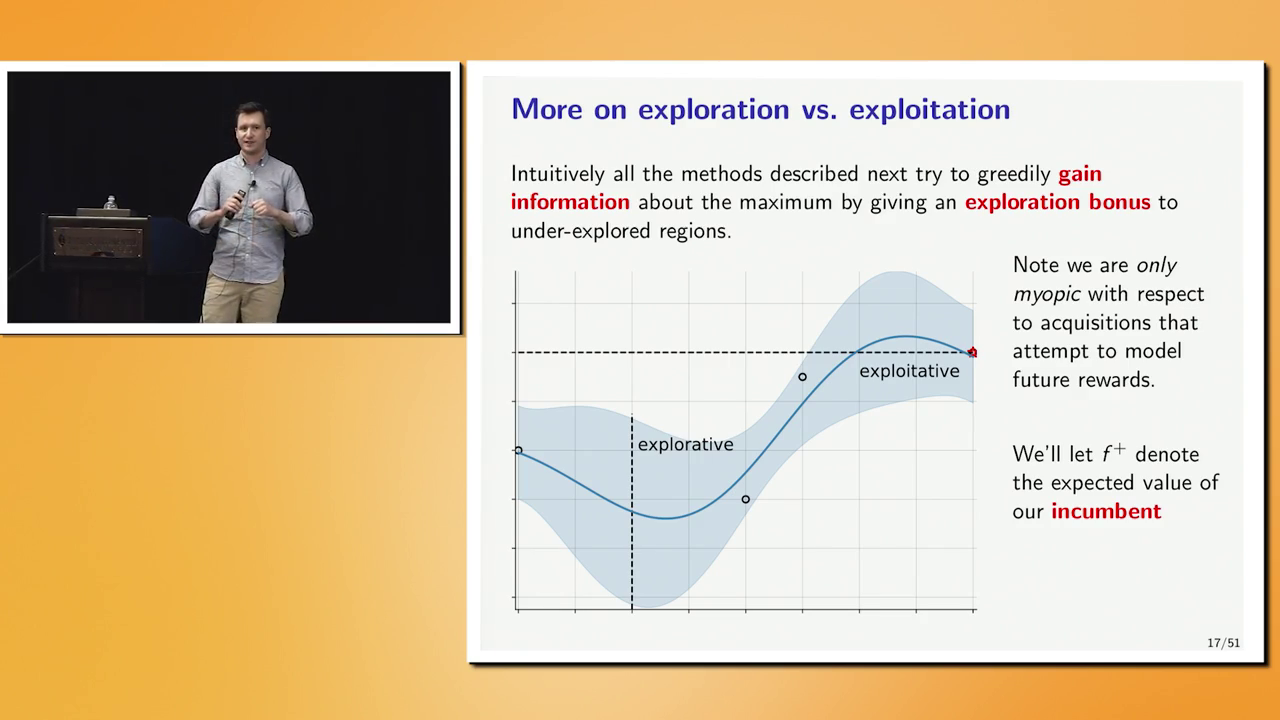 More on exploration vs. exploitation
Intuitively all the methods described next try to greedily gain
information about the maximum by giving an exploration bonus to
under-explored regions.
Note we are only
myopic with respect
to acquisitions that
attempt to model
future rewards.
exploitative
explorative
We'll let f⁺ denote
the expected value of
our incumbent
17/51